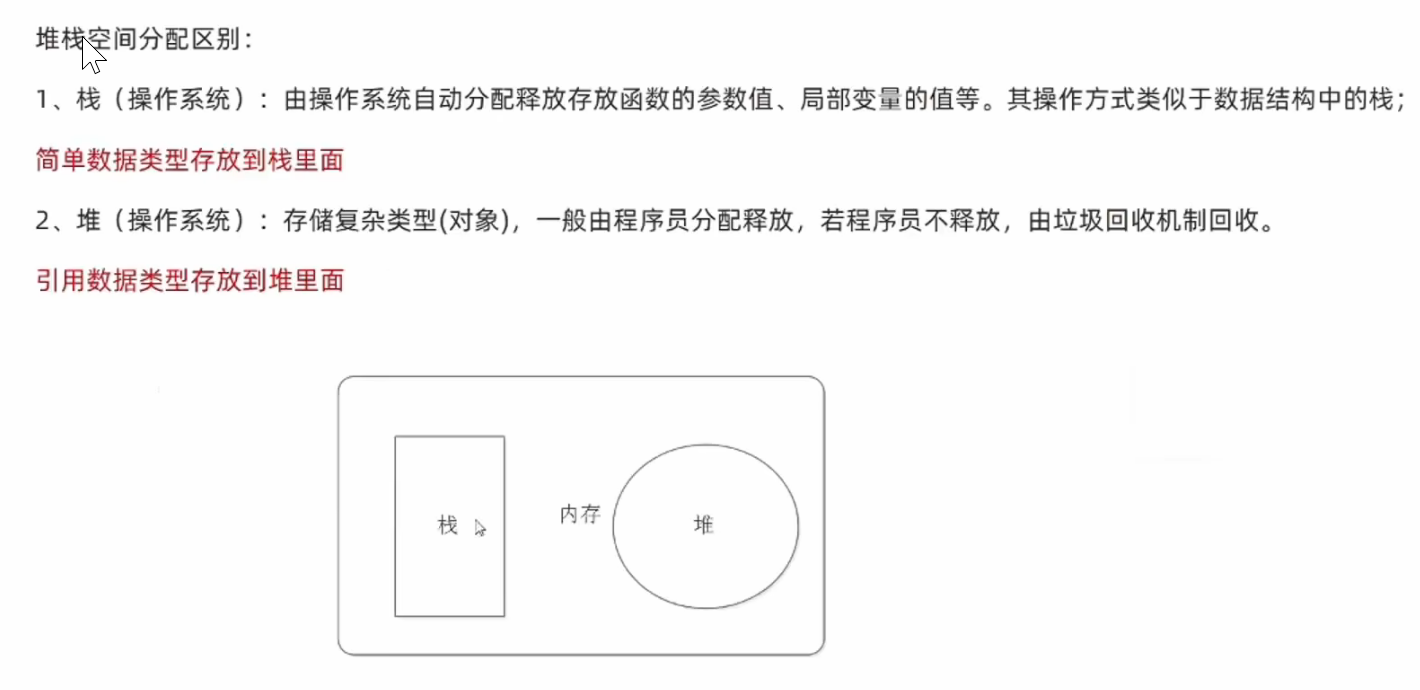 堆栈空间分配区别：
1、栈（操作系统）：由操作系统自动分配释放存放函数的参数值、局部变量的值等。其操作方式类似于数据结构中的栈；
简单数据类型存放到栈里面
2、堆（操作系统）：存储复杂类型(对象)，一般由程序员分配释放，若程序员不释放，由垃圾回收机制回收。
引用数据类型存放到堆里面
栈
内存
堆